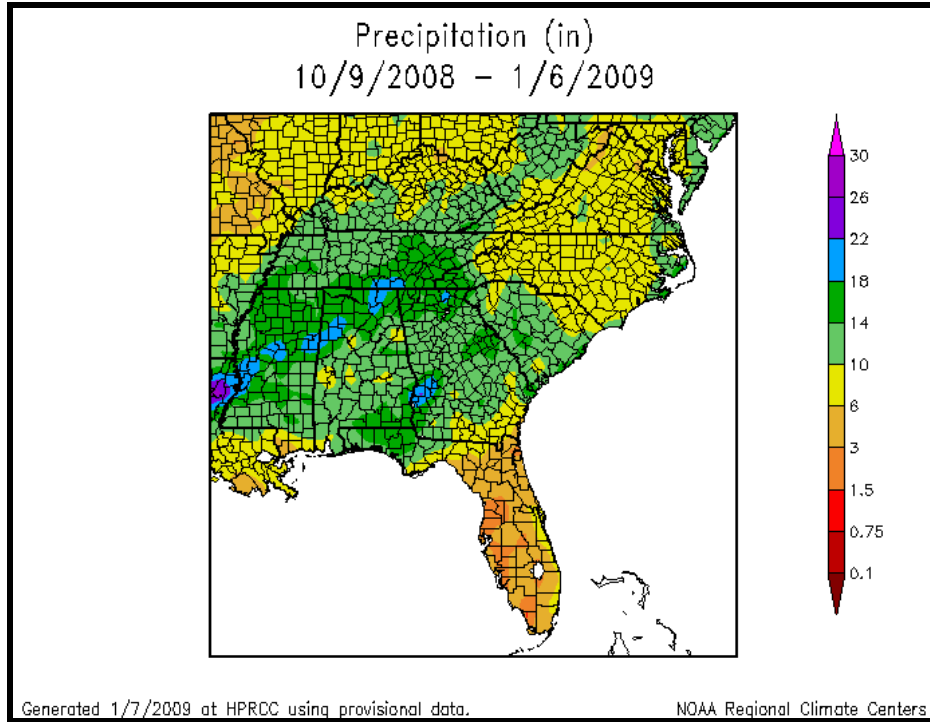 Precipitation (in)
10/9/2008 – 1/6/2009
30
26
22
18
14
10
6
3
1.5
0.75
0.1
Generated 1/7/2009 at HPRCC using provisional data.
NOAA Regional Climate Centers